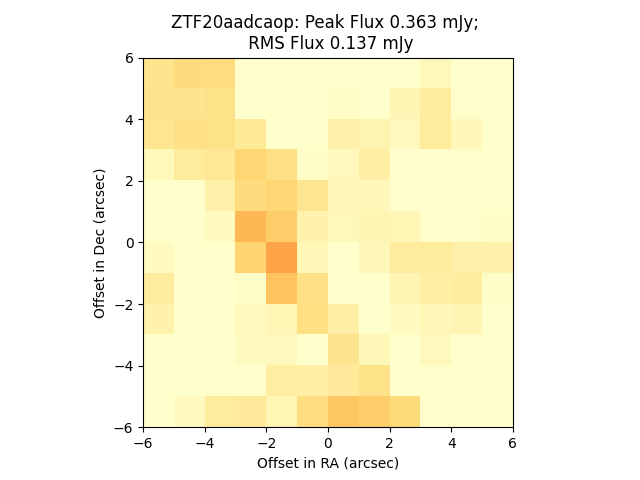 ZTF20aadcaop: Peak Flux 0.363 mJy;
RMS Flux 0.137 mJy
6
4
2
0
−2
−4
−6
Offset in Dec (arcsec)
−6 −4 −2 0 2 4 6
Offset in RA (arcsec)